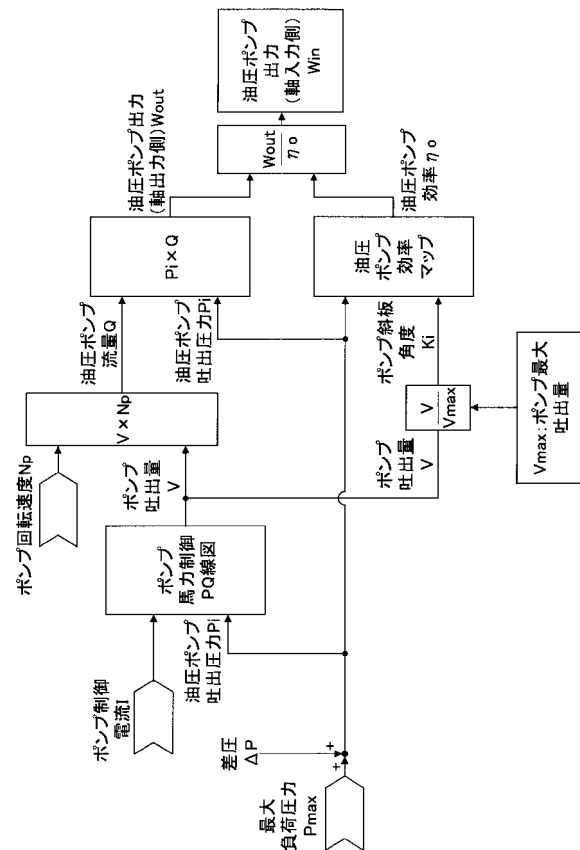 ポンプ回転速度Np
ポンプ制御
電流I
差圧
ΔP
最大
負荷圧力
Pmax
+
+
ポンプ
馬力制御
PQ線図
油圧ポンプ
吐出圧力Pi
ポンプ
吐出量
V
V×Np
油圧ポンプ
流量Q
油圧ポンプ
吐出圧力Pi
Pi×Q
油圧ポンプ出力
(軸出力側)Wout
ポンプ
吐出量
V
V
Vmax
Vmax:ポンプ最大
吐出量
ポンプ斜板
角度
Ki
油圧
ポンプ
効率
マップ
油圧ポンプ
効率ηo
Wout
ηo
油圧ポンプ
出力
(軸入力側)
Win